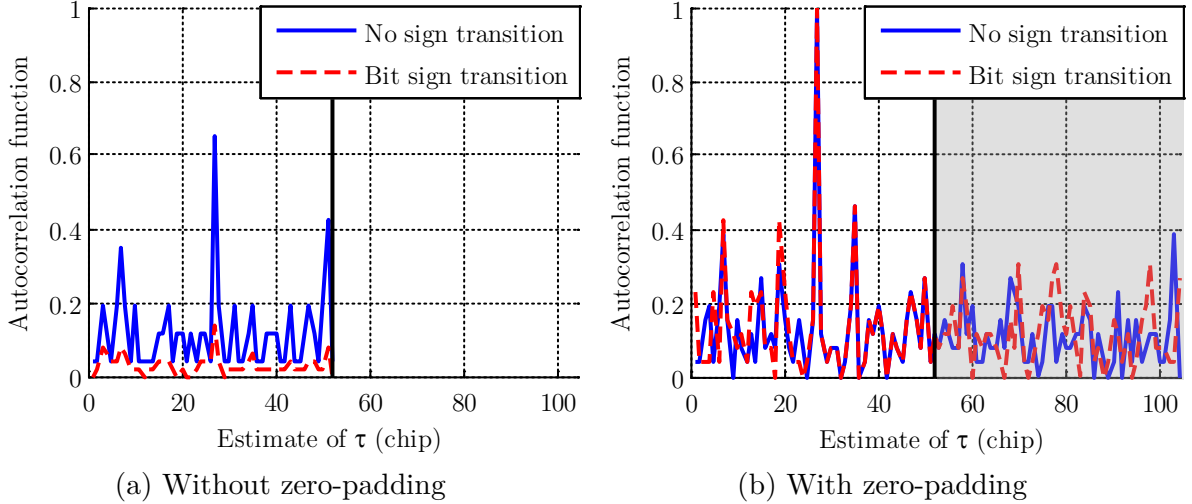 No sign transition
Bit sign transition
1
0.8
0.6
0.4
0.2
0
0 20 40 60 80 100
Autocorrelation function
Estimate of τ (chip)
(a) Without zero-padding
No sign transition
Bit sign transition
1
0.8
0.6
0.4
0.2
0
0 20 40 60 80 100
Autocorrelation function
Estimate of τ (chip)
(b) With zero-padding